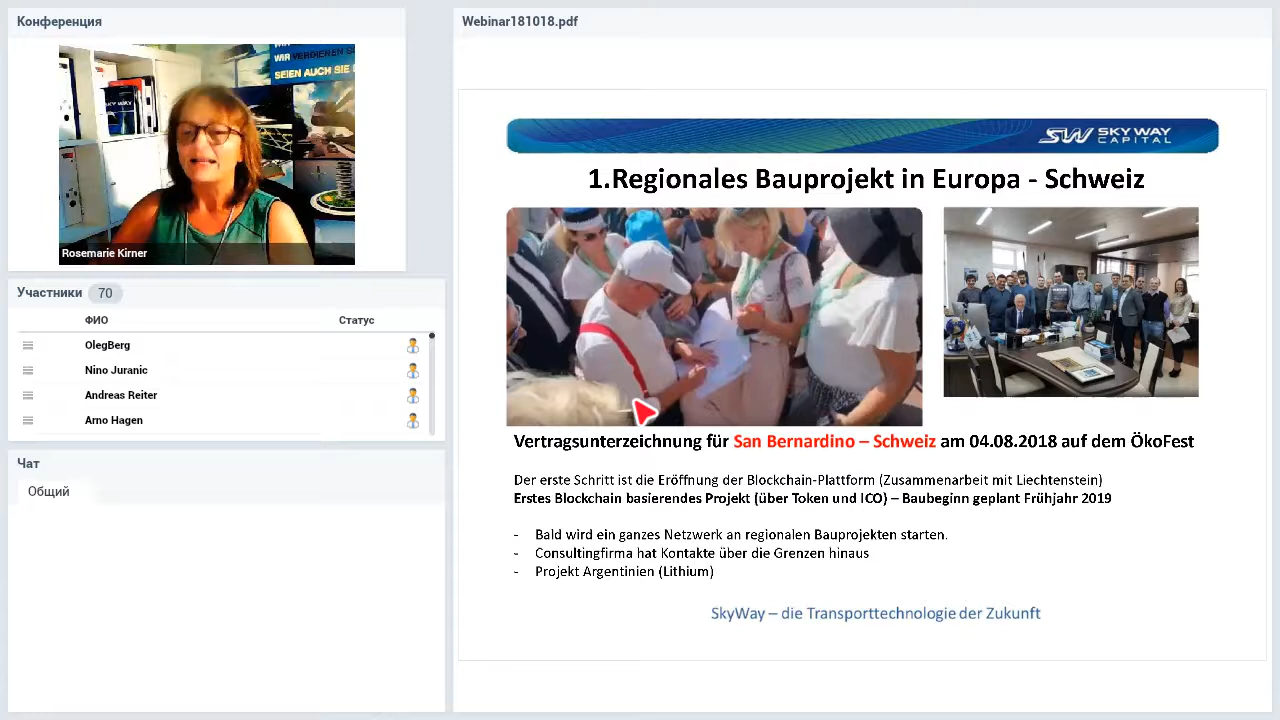 Конференция
WIR VERDIENEN
SEIEN AUCH SIE
SKY WAY
Rosemarie Kirner
Участники 70
ФИО Статус
OlegBerg
Nino Juranic
Andreas Reiter
Arno Hagen
Чат
Общий
Webinar181018.pdf
SW SKY WAY
CAPITAL
1.Regionales Bauprojekt in Europa - Schweiz
Vertragsunterzeichnung für San Bernardino – Schweiz am 04.08.2018 auf dem ÖkoFest
Der erste Schritt ist die Eröffnung der Blockchain-Plattform (Zusammenarbeit mit Liechtenstein)
Erstes Blockchain basierendes Projekt (über Token und ICO) – Baubeginn geplant Frühjahr 2019
- Bald wird ein ganzes Netzwerk an regionalen Bauprojekten starten.
- Consultingfirma hat Kontakte über die Grenzen hinaus
- Projekt Argentinien (Lithium)
SkyWay – die Transporttechnologie der Zukunft